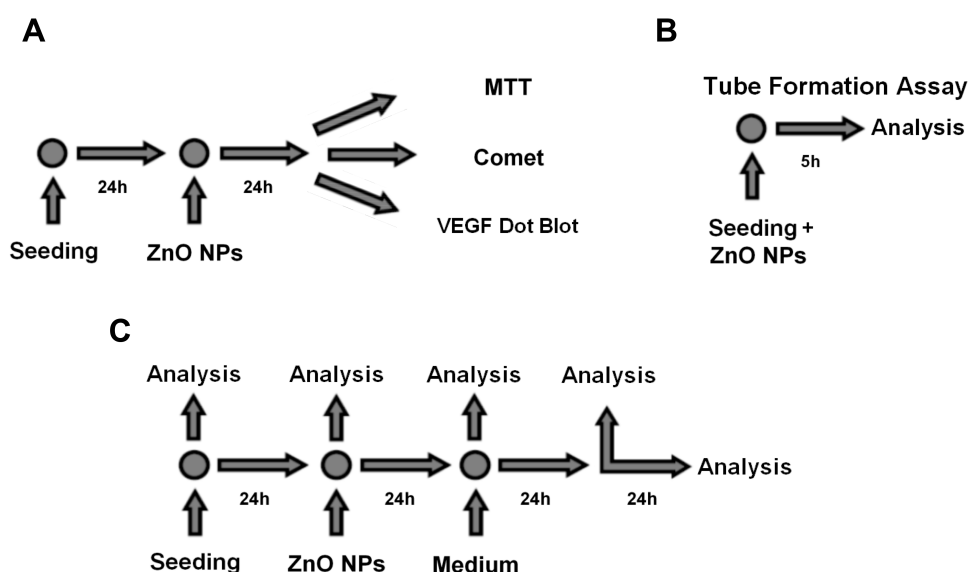 A
MTT
Comet
VEGF Dot Blot
24h
24h
Seeding
ZnO NPs
B
Tube Formation Assay
Analysis
5h
Seeding +
ZnO NPs
C
Analysis
Analysis
Analysis
Analysis
Analysis
24h
24h
24h
24h
Seeding
ZnO NPs
Medium